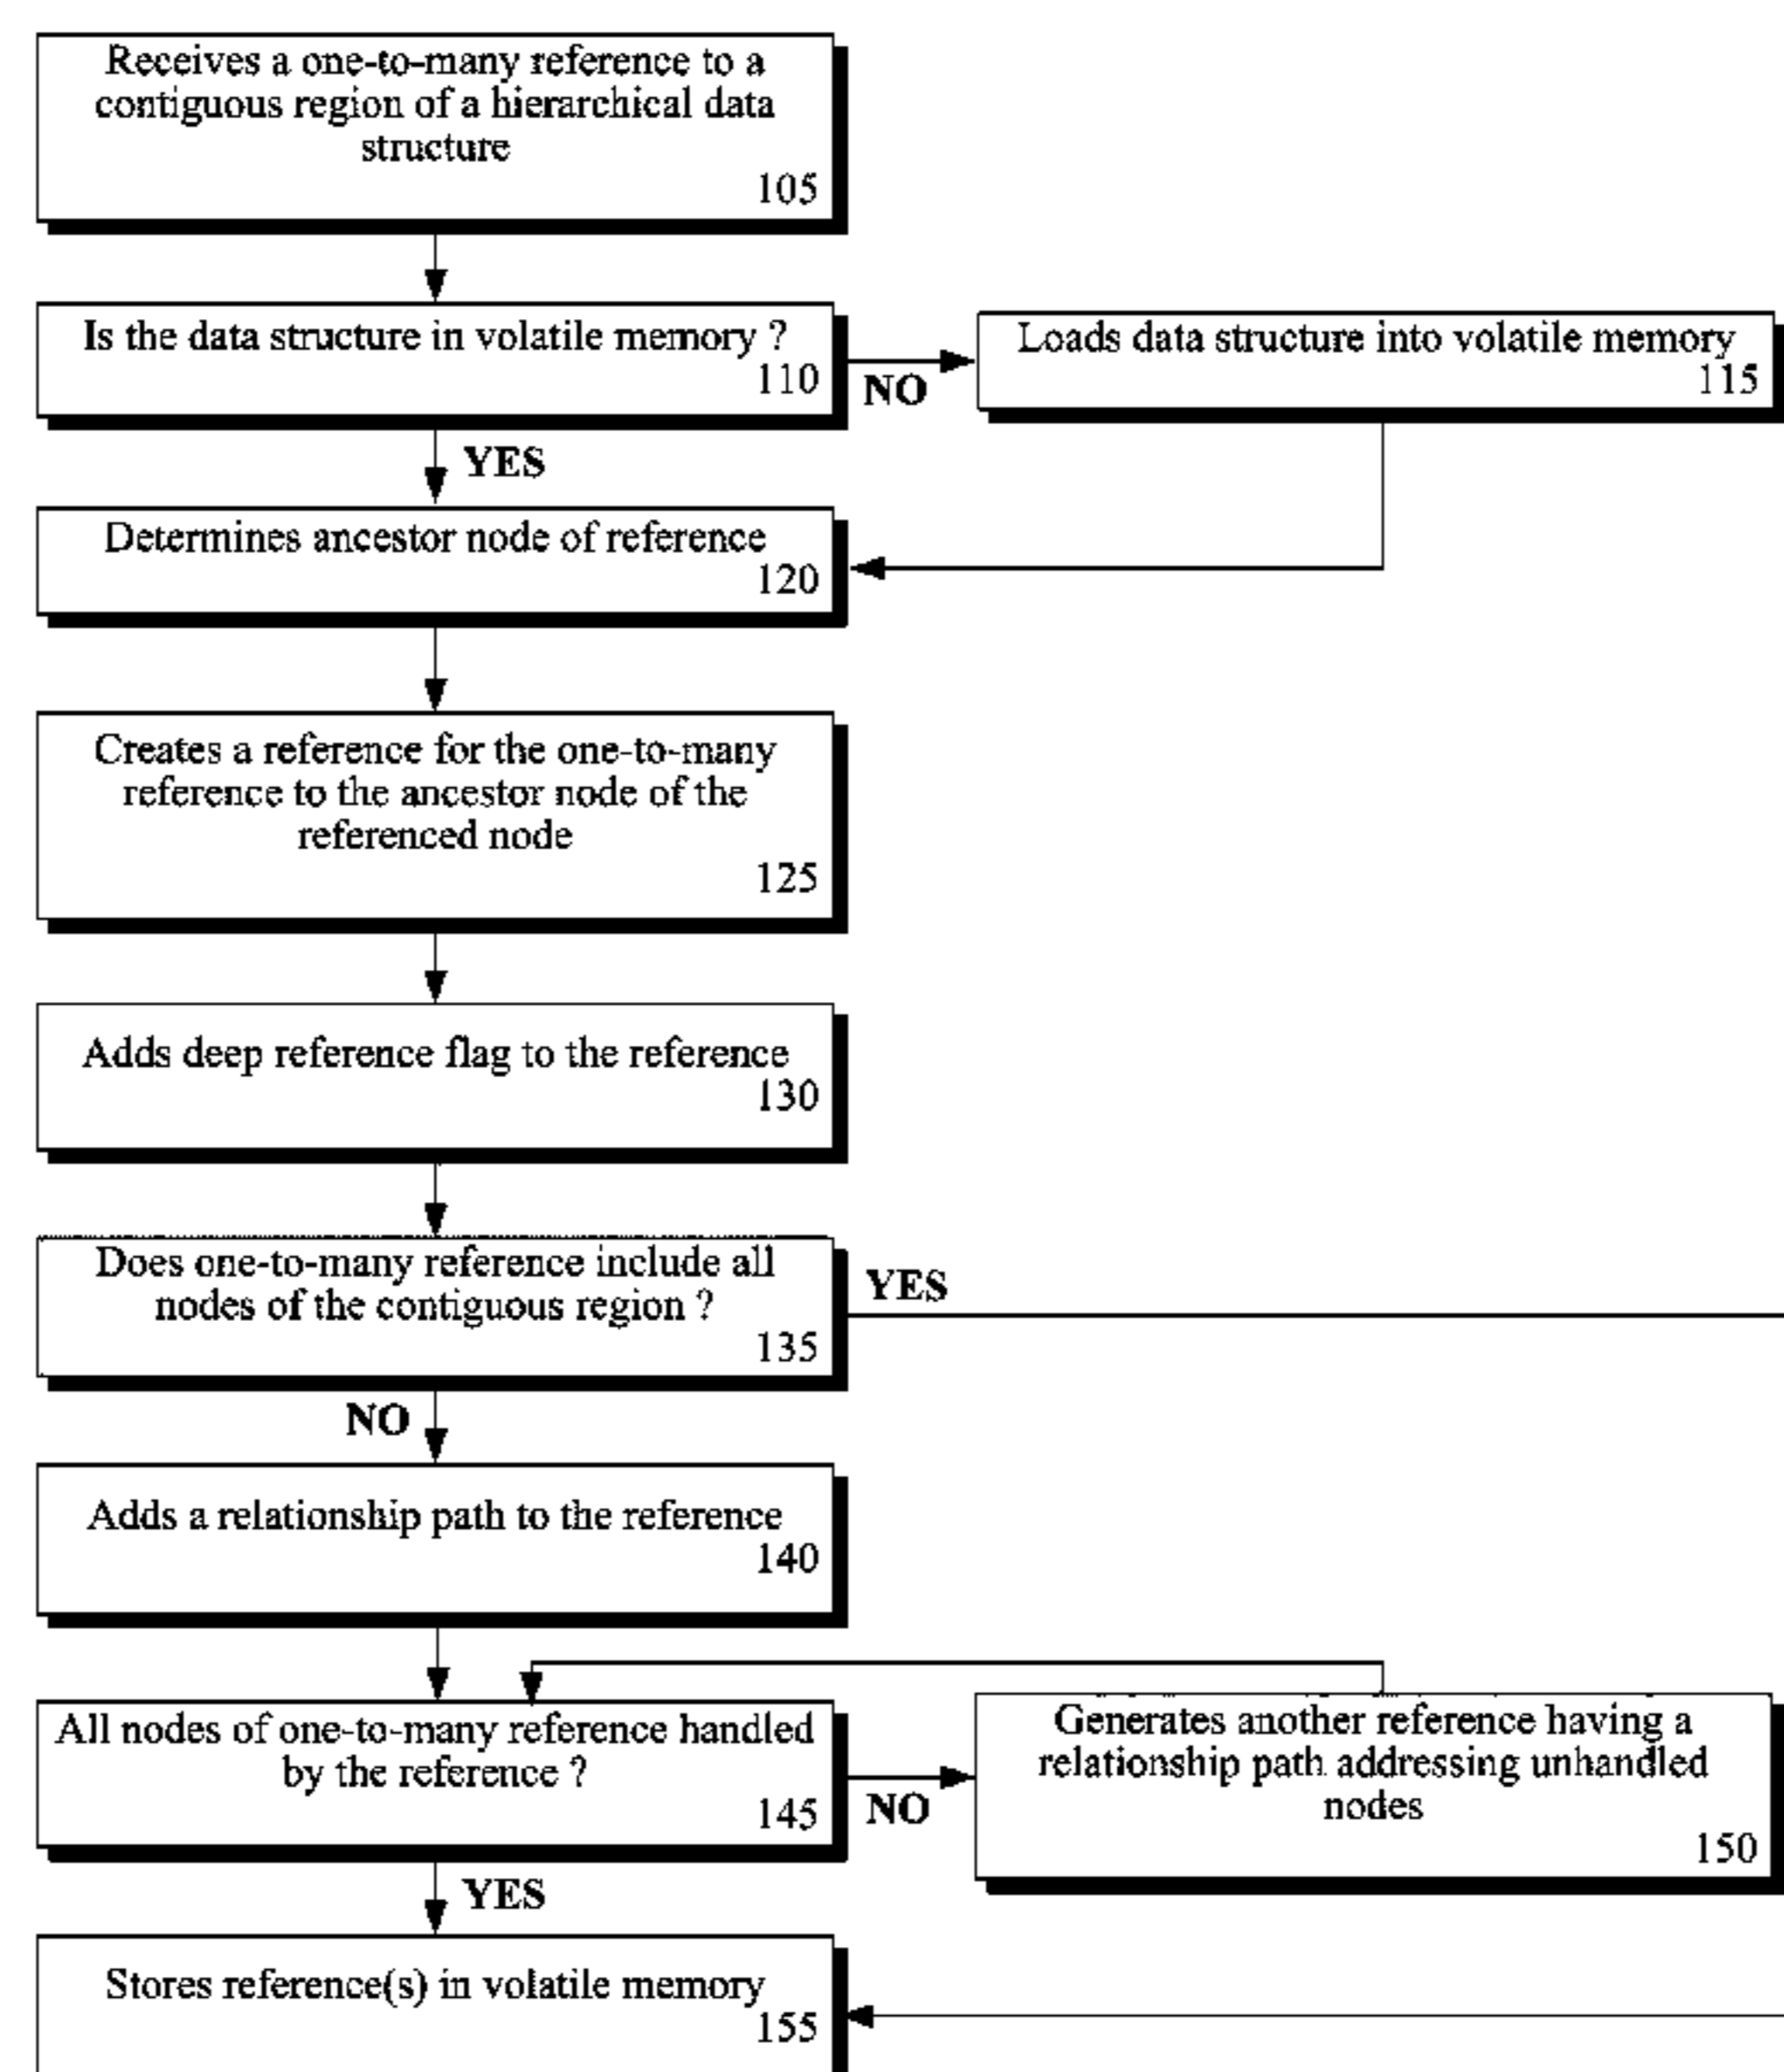 Receives a one-to-many reference to a
contiguous region of a hierarchical data
structure
105
Is the data structure in volatile memory ?
110
NO
Loads data structure into volatile memory
115
YES
Determines ancestor node of reference
120
Creates a reference for the one-to-many
reference to the ancestor node of the
referenced node
125
Adds deep reference flag to the reference
130
Does one-to-many reference include all
nodes of the contiguous region ?
135
YES
NO
Adds a relationship path to the reference
140
All nodes of one-to-many reference handled
by the reference ?
145
NO
Generates another reference having a
relationship path addressing unhandled
nodes
150
YES
Stores reference(s) in volatile memory
155